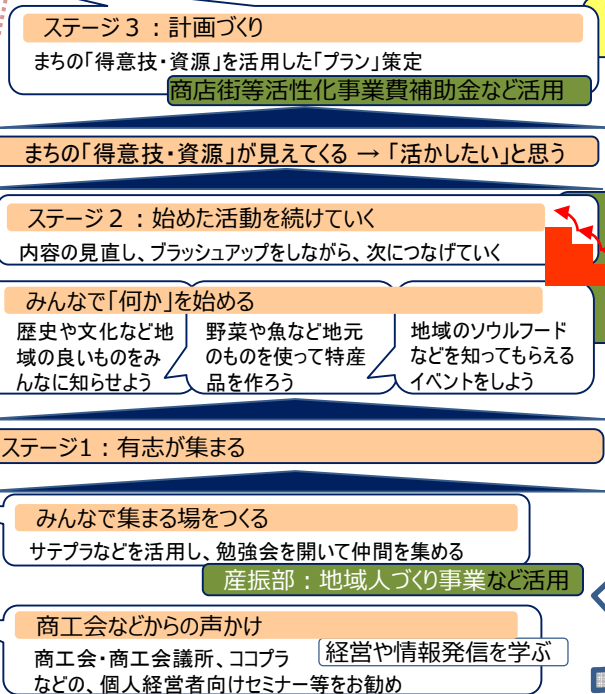 ステージ３：計画づくり
まちの「得意技・資源」を活用した「プラン」策定
商店街等活性化事業費補助金など活用
まちの「得意技・資源」が見えてくる → 「活かしたい」と思う
ステージ２：始めた活動を続けていく
内容の見直し、ブラッシュアップをしながら、次につなげていく
みんなで「何か」を始める
歴史や文化など地
域の良いものをみ
んなに知らせよう
野菜や魚など地元
のものを使って特産
品を作ろう
地域のソウルフード
などを知ってもらえる
イベントをしよう
ステージ1：有志が集まる
みんなで集まる場をつくる
サテプラなどを活用し、勉強会を開いて仲間を集める
産振部：地域人づくり事業など活用
商工会などからの声かけ
商工会・商工会議所、ココプラ
などの、個人経営者向けセミナー等をお勧め
経営や情報発信を学ぶ